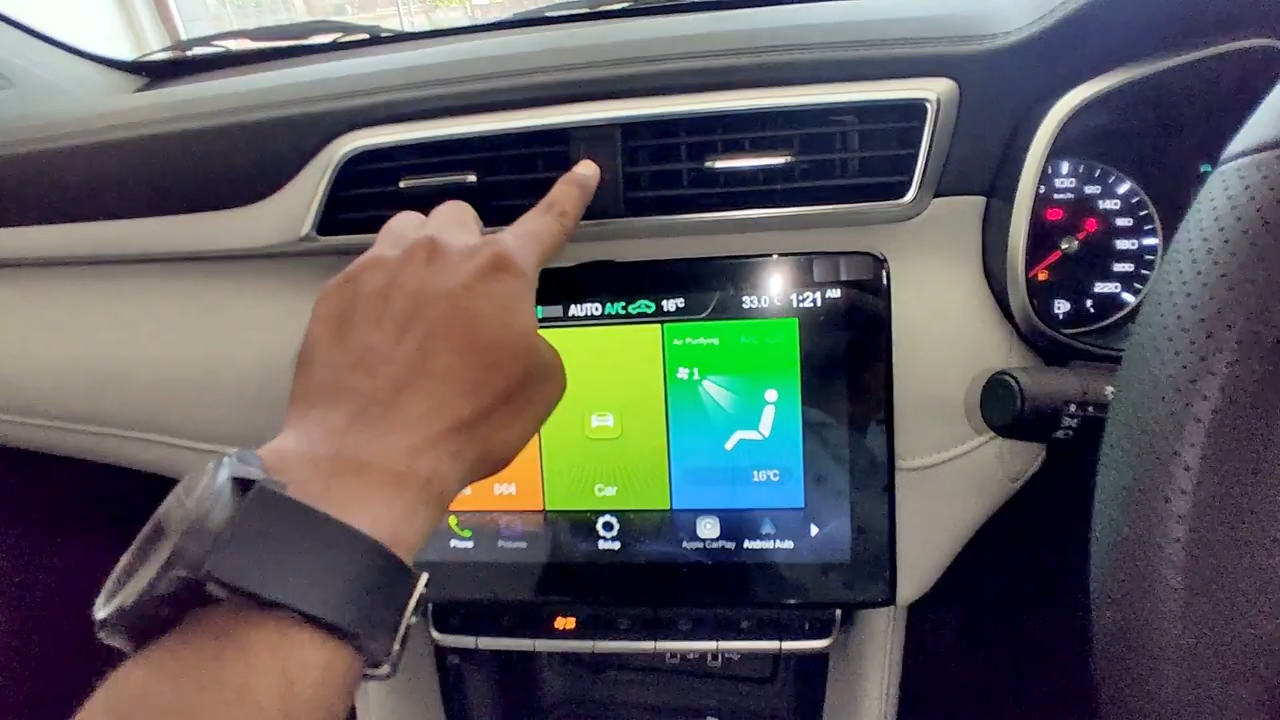 AUTO A/C 16°C
33.0 1:21 AM
Air Purifying
1
16°C
Car
Phone
Pictures
Setup
Apple CarPlay
Android Auto
100
120
140
160
180
200
220